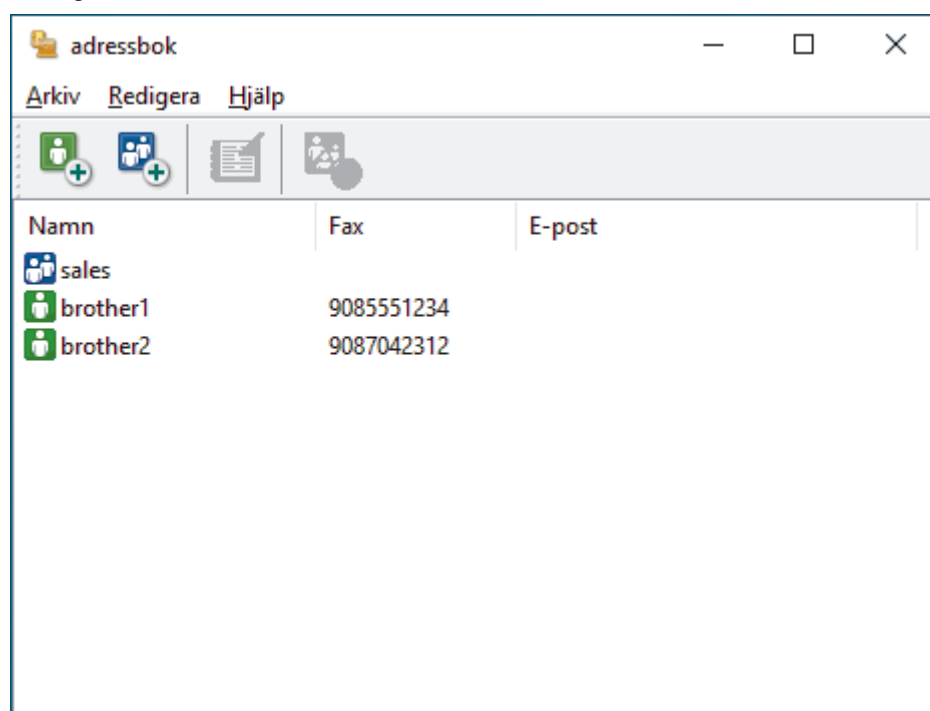 adressbok
Arkiv Redigera Hjälp
Namn Fax E-post
sales
brother1 9085551234
brother2 9087042312